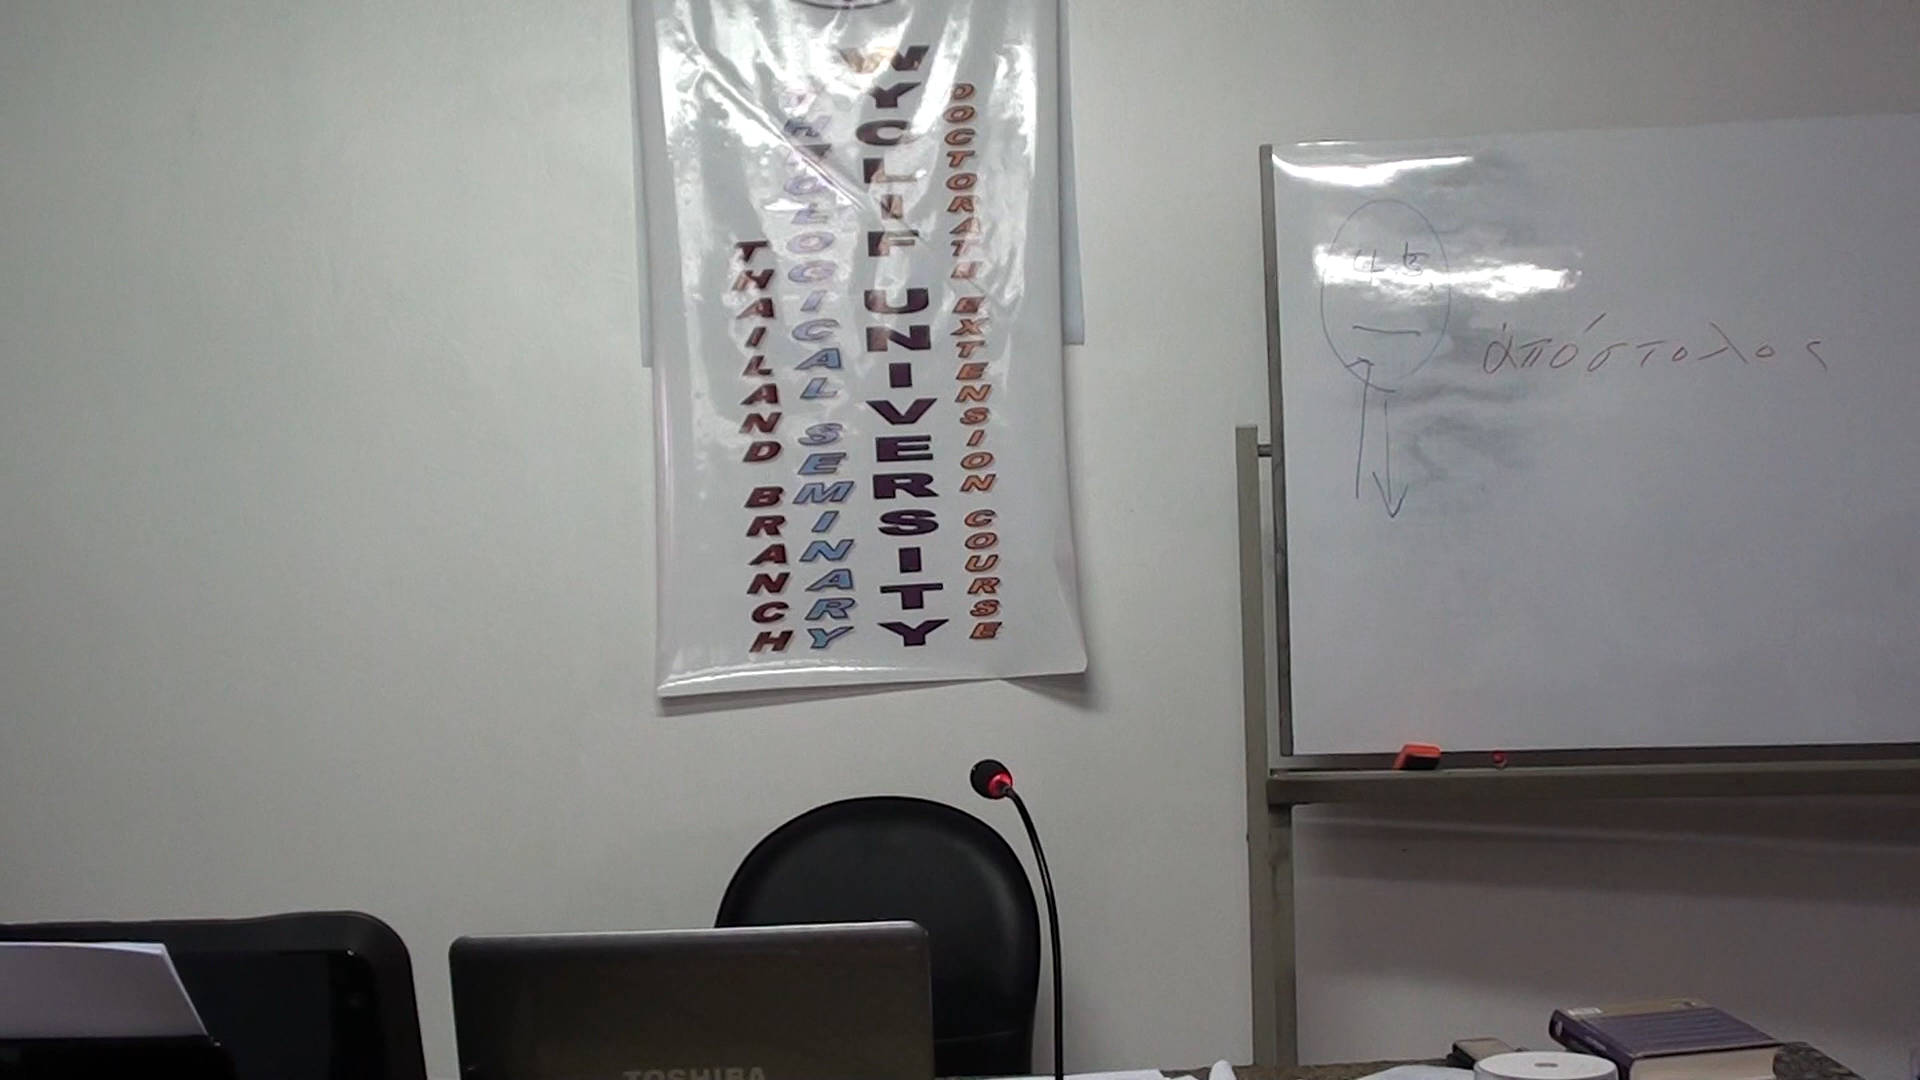 THAILAND BRANCH
THEOLOGICAL SEMINARY
WYCLIF UNIVERSITY
DOCTORATE EXTENSION COURSE
ἀπόστολος
TOSHIBA